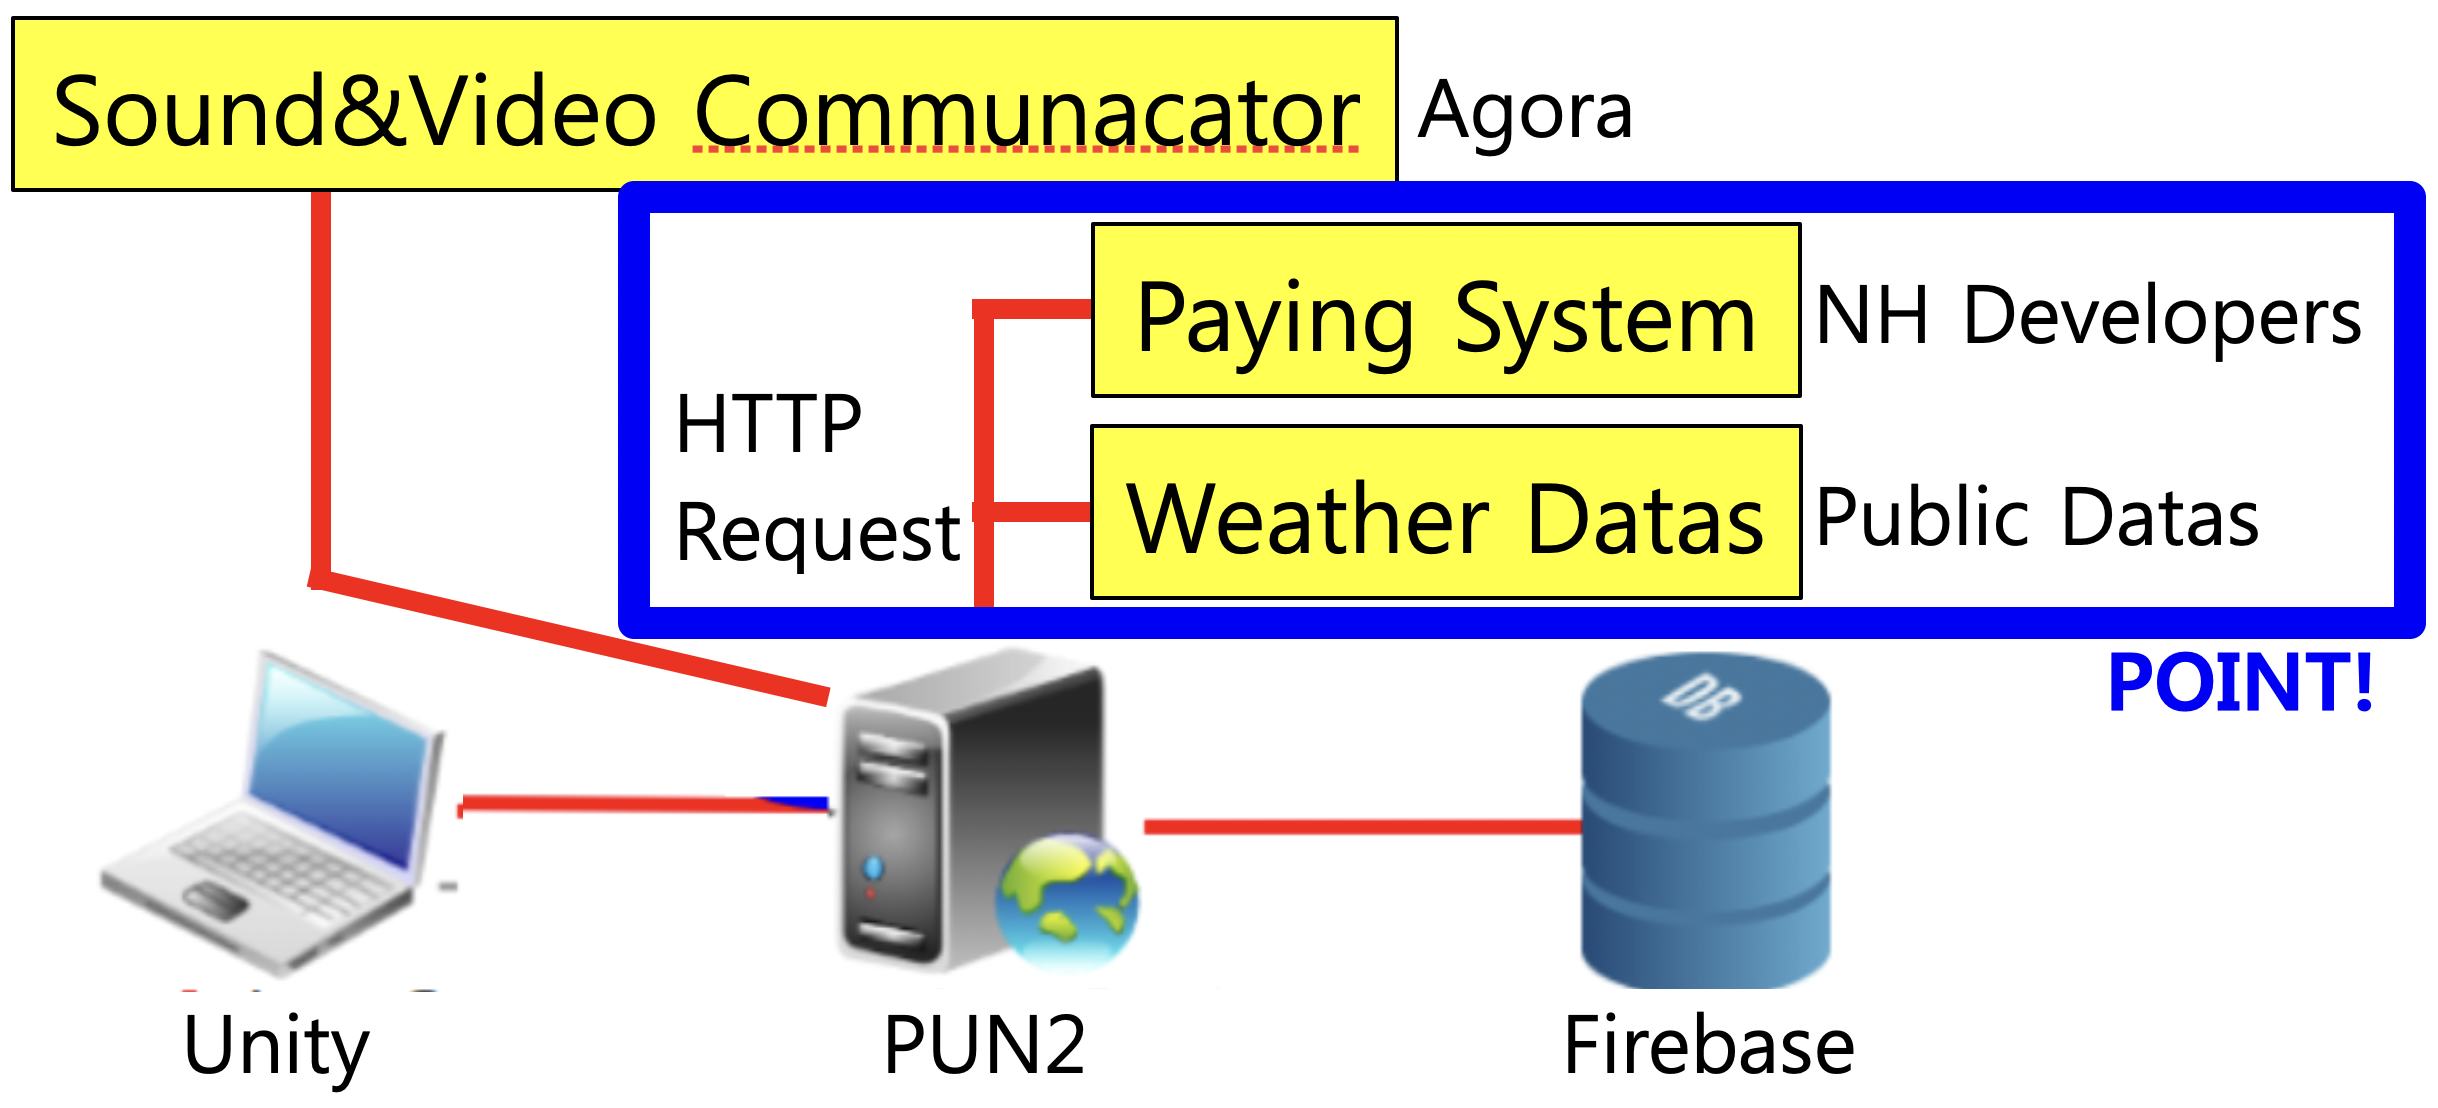 Sound&Video Communacator
Agora
Paying System
NH Developers
HTTP
Request
Weather Datas
Public Datas
POINT!
DB
Unity
PUN2
Firebase